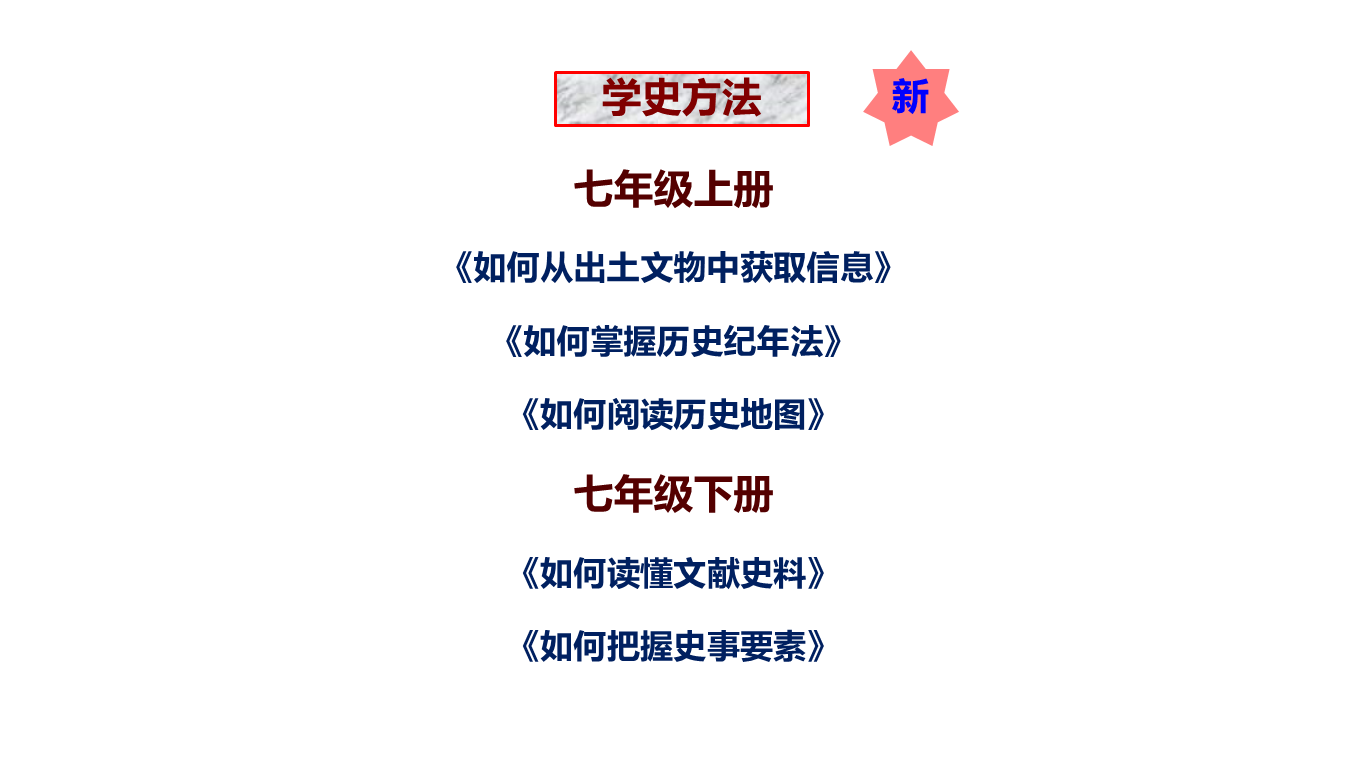 学史方法
新
七年级上册
《如何从出土文物中获取信息》
《如何掌握历史纪年法》
《如何阅读历史地图》
七年级下册
《如何读懂文献史料》
《如何把握史事要素》